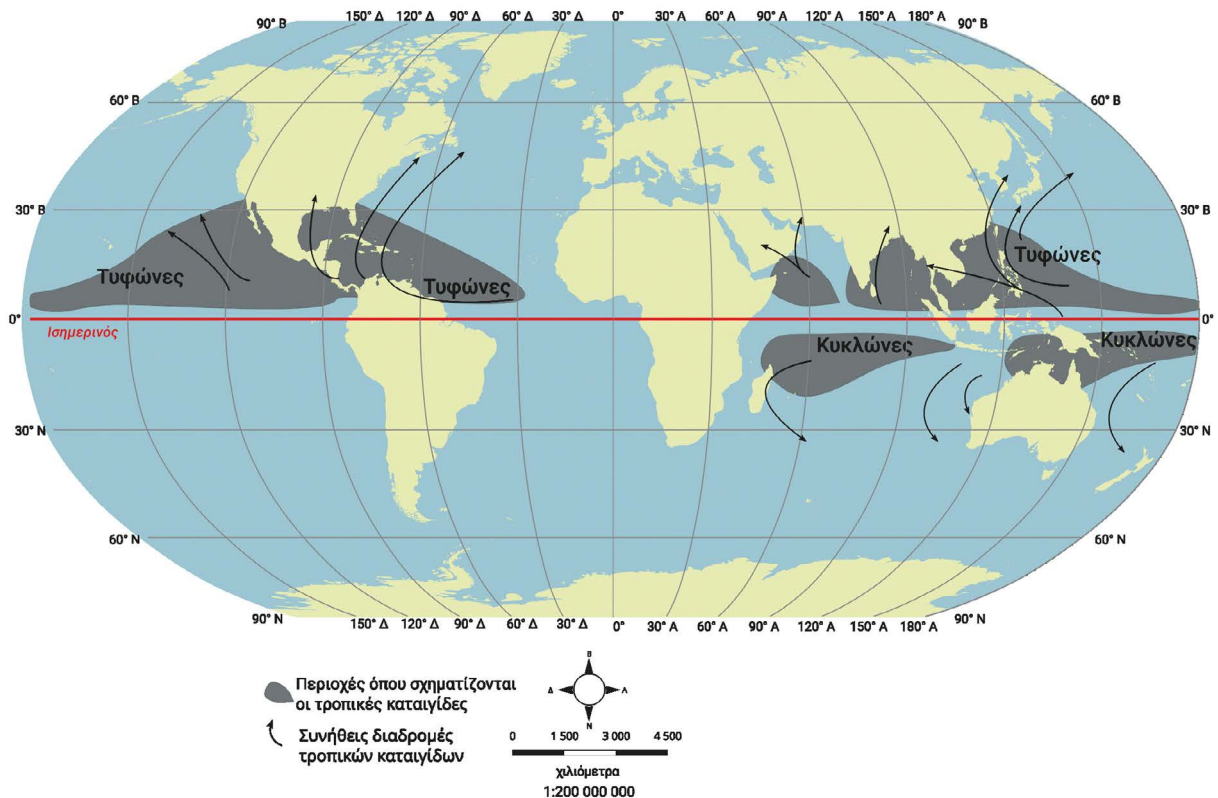 90° Β 150° Δ 120° Δ 90° Δ 60° Δ 30° Δ 0° 30° Α 60° Α 90° Α 120° Α 150° Α 180° Α 90° Β
60° Β 60° Β
30° Β 30° Β
Τυφώνες Τυφώνες Τυφώνες
0° 0°
Ισημερινός
Κυκλώνες Κυκλώνες
30° Ν 30° Ν
60° Ν 60° Ν
90° Ν 150° Δ 120° Δ 90° Δ 60° Δ 30° Δ 0° 30° Α 60° Α 90° Α 120° Α 150° Α 180° Α 90° Ν
Περιοχές όπου σχηματίζονται
οι τροπικές καταιγίδες
Συνήθεις διαδρομές
τροπικών καταιγίδων
Β
Δ Α
Ν
0 1 500 3 000 4 500
χιλιόμετρα
1:200 000 000